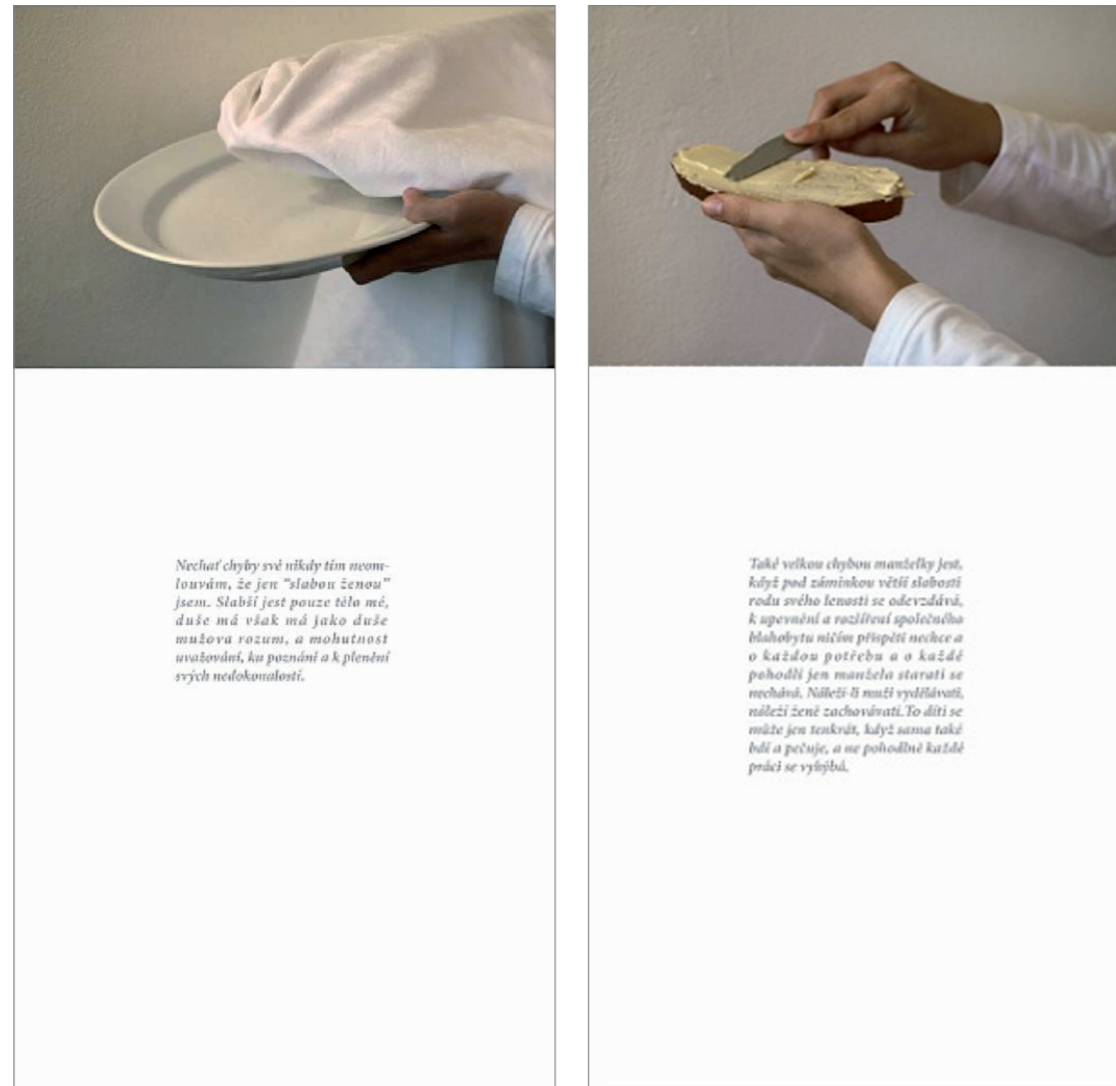 Nechať chyby své nikdy tím neom-
louvám, že jen “slabou ženou”
jsem. Slabší jest pouze tělo mé,
duše má však má jako duše
mužova rozum, a mohutnost
uvažování, ku poznání a k plenění
svých nedokonalostí.
Také velkou chybou manželky jest,
když pod záminkou větší slabosti
rodu svého lenosti se odevzdává,
k upevnění a rozšíření společného
blahobytu ničím přispěti nechce a
o každou potřebu a o každé
pohodlí jen manžela starati se
nechává. Náleží-li muži vydělávati,
náleží ženě zachovávati. To díti se
může jen tenkrát, když sama také
bdí a pečuje, a ne pohodlně každé
práci se vyhýbá.